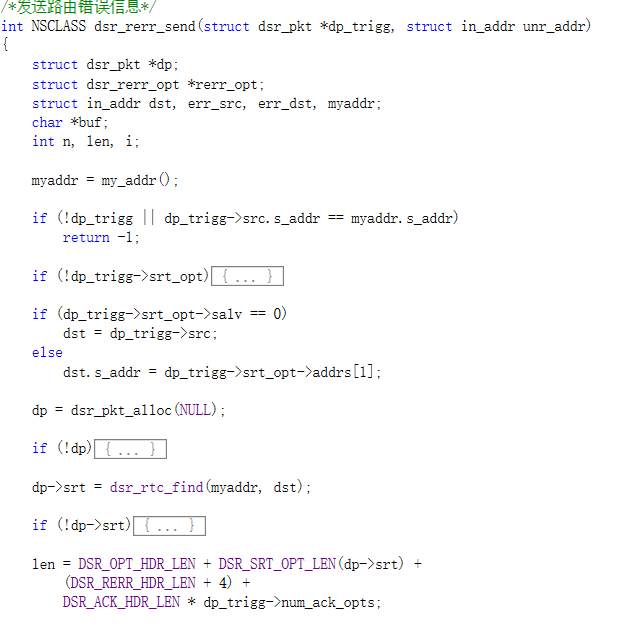 /*发送路由错误信息*/
int NSCLASS dsr_rerr_send(struct dsr_pkt *dp_trigg, struct in_addr unr_addr)
{
    struct dsr_pkt *dp;
    struct dsr_rerr_opt *rerr_opt;
    struct in_addr dst, err_src, err_dst, myaddr;
    char *buf;
    int n, len, i;

    myaddr = my_addr();

    if (!dp_trigg || dp_trigg->src.s_addr == myaddr.s_addr)
        return -1;

    if (!dp_trigg->srt_opt){ ... }

    if (dp_trigg->srt_opt->salv == 0)
        dst = dp_trigg->src;
    else
        dst.s_addr = dp_trigg->srt_opt->addrs[1];

    dp = dsr_pkt_alloc(NULL);

    if (!dp){ ... }

    dp->srt = dsr_rtc_find(myaddr, dst);

    if (!dp->srt){ ... }

    len = DSR_OPT_HDR_LEN + DSR_SRT_OPT_LEN(dp->srt) +
        (DSR_RERR_HDR_LEN + 4) +
        DSR_ACK_HDR_LEN * dp_trigg->num_ack_opts;